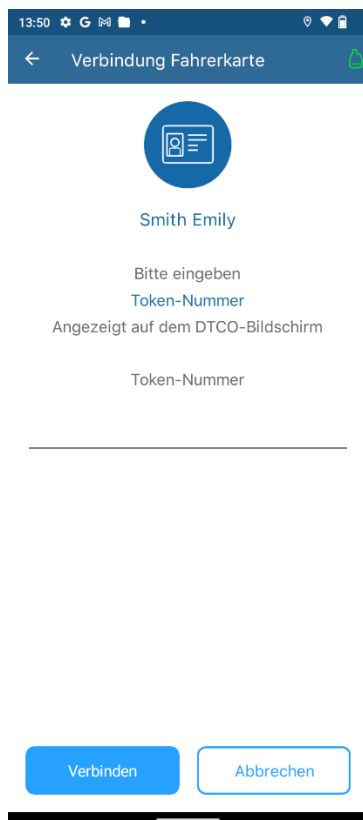 13:50 G M
Verbindung Fahrerkarte
Smith Emily
Bitte eingeben
Token-Nummer
Angezeigt auf dem DTCO-Bildschirm
Token-Nummer
Verbinden
Abbrechen